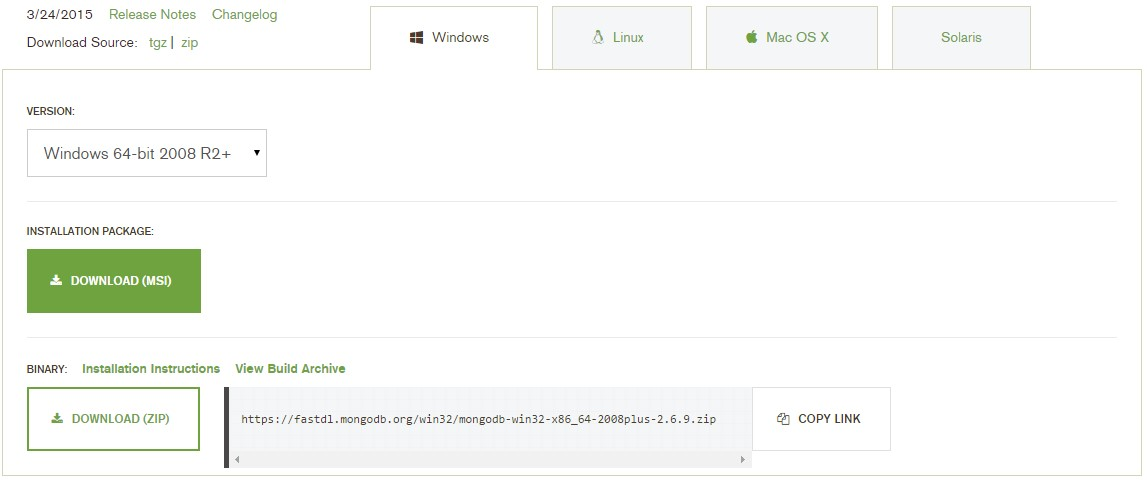 3/24/2015 Release Notes Changelog
Download Source: tgz | zip
Windows
Linux
Mac OS X
Solaris
VERSION:
Windows 64-bit 2008 R2+
INSTALLATION PACKAGE:
DOWNLOAD (MSI)
BINARY: Installation Instructions View Build Archive
DOWNLOAD (ZIP)
https://fastdl.mongodb.org/win32/mongodb-win32-x86_64-2008plus-2.6.9.zip
COPY LINK